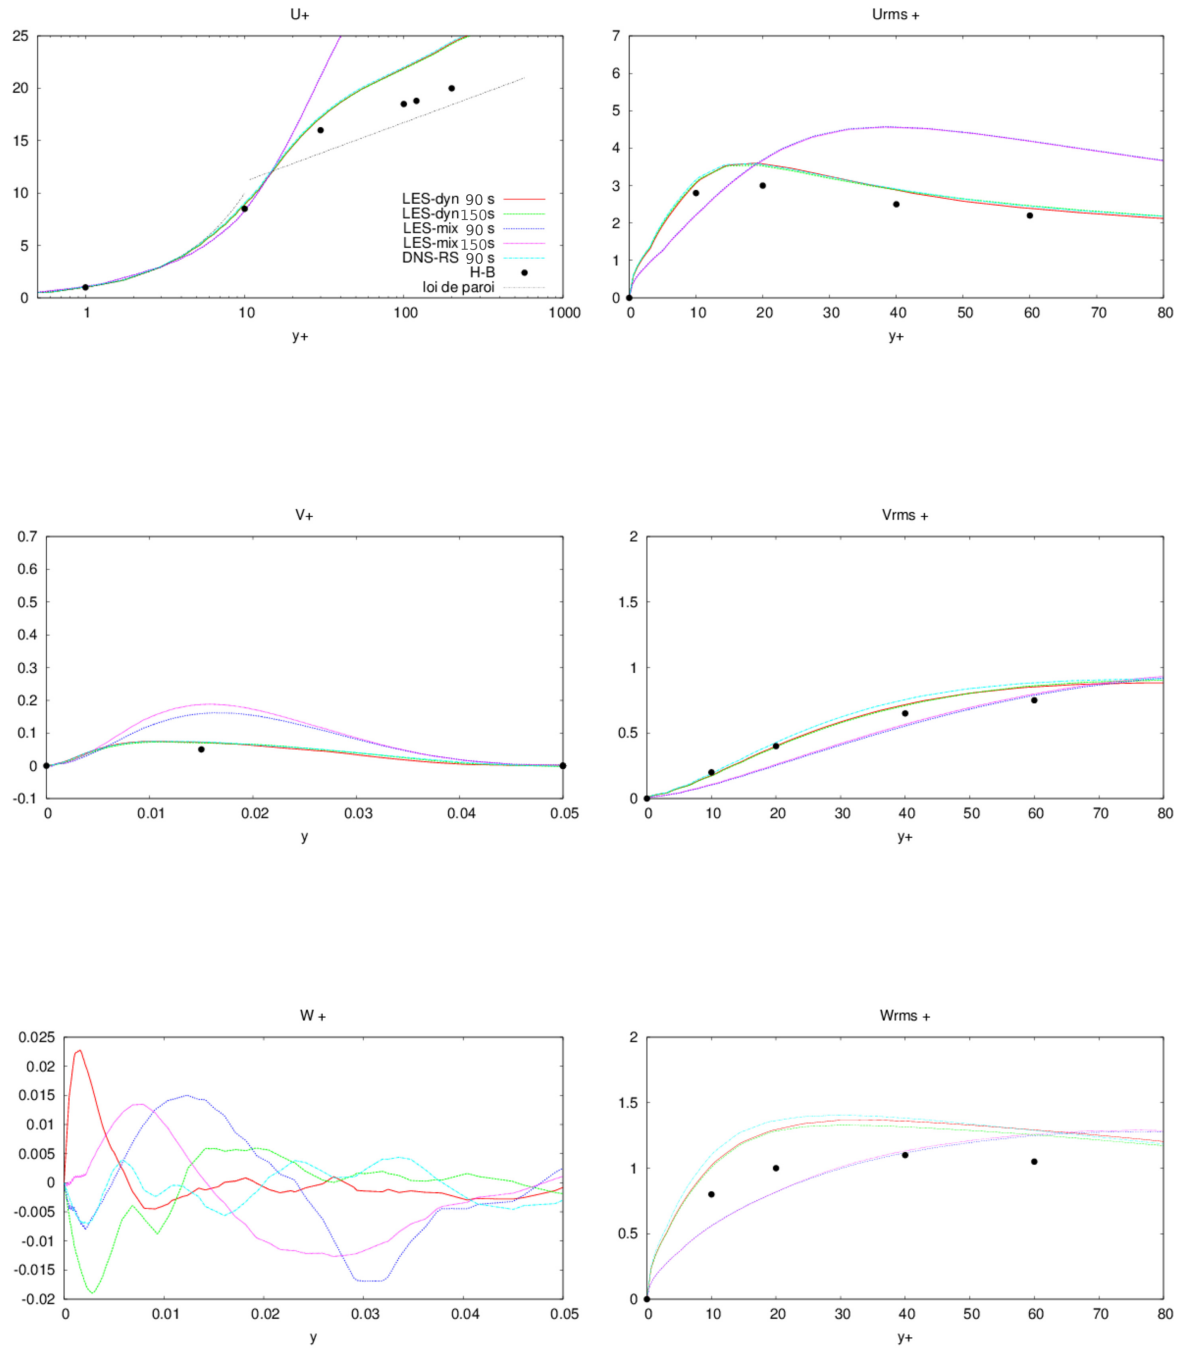 U+
25
20
15
10
5
0
1
10
100
1000
y+
LES-dyn 90 s
LES-dyn 150s
LES-mix 90 s
LES-mix 150s
DNS-RS 90 s
H-B
loi de paroi
Urms +
7
6
5
4
3
2
1
0
0 10 20 30 40 50 60 70 80
y+
V+
0.7
0.6
0.5
0.4
0.3
0.2
0.1
0
-0.1
0 0.01 0.02 0.03 0.04 0.05
y
Vrms +
2
1.5
1
0.5
0
0 10 20 30 40 50 60 70 80
y+
W +
0.025
0.02
0.015
0.01
0.005
0
-0.005
-0.01
-0.015
-0.02
0 0.01 0.02 0.03 0.04 0.05
y
Wrms +
2
1.5
1
0.5
0
0 10 20 30 40 50 60 70 80
y+